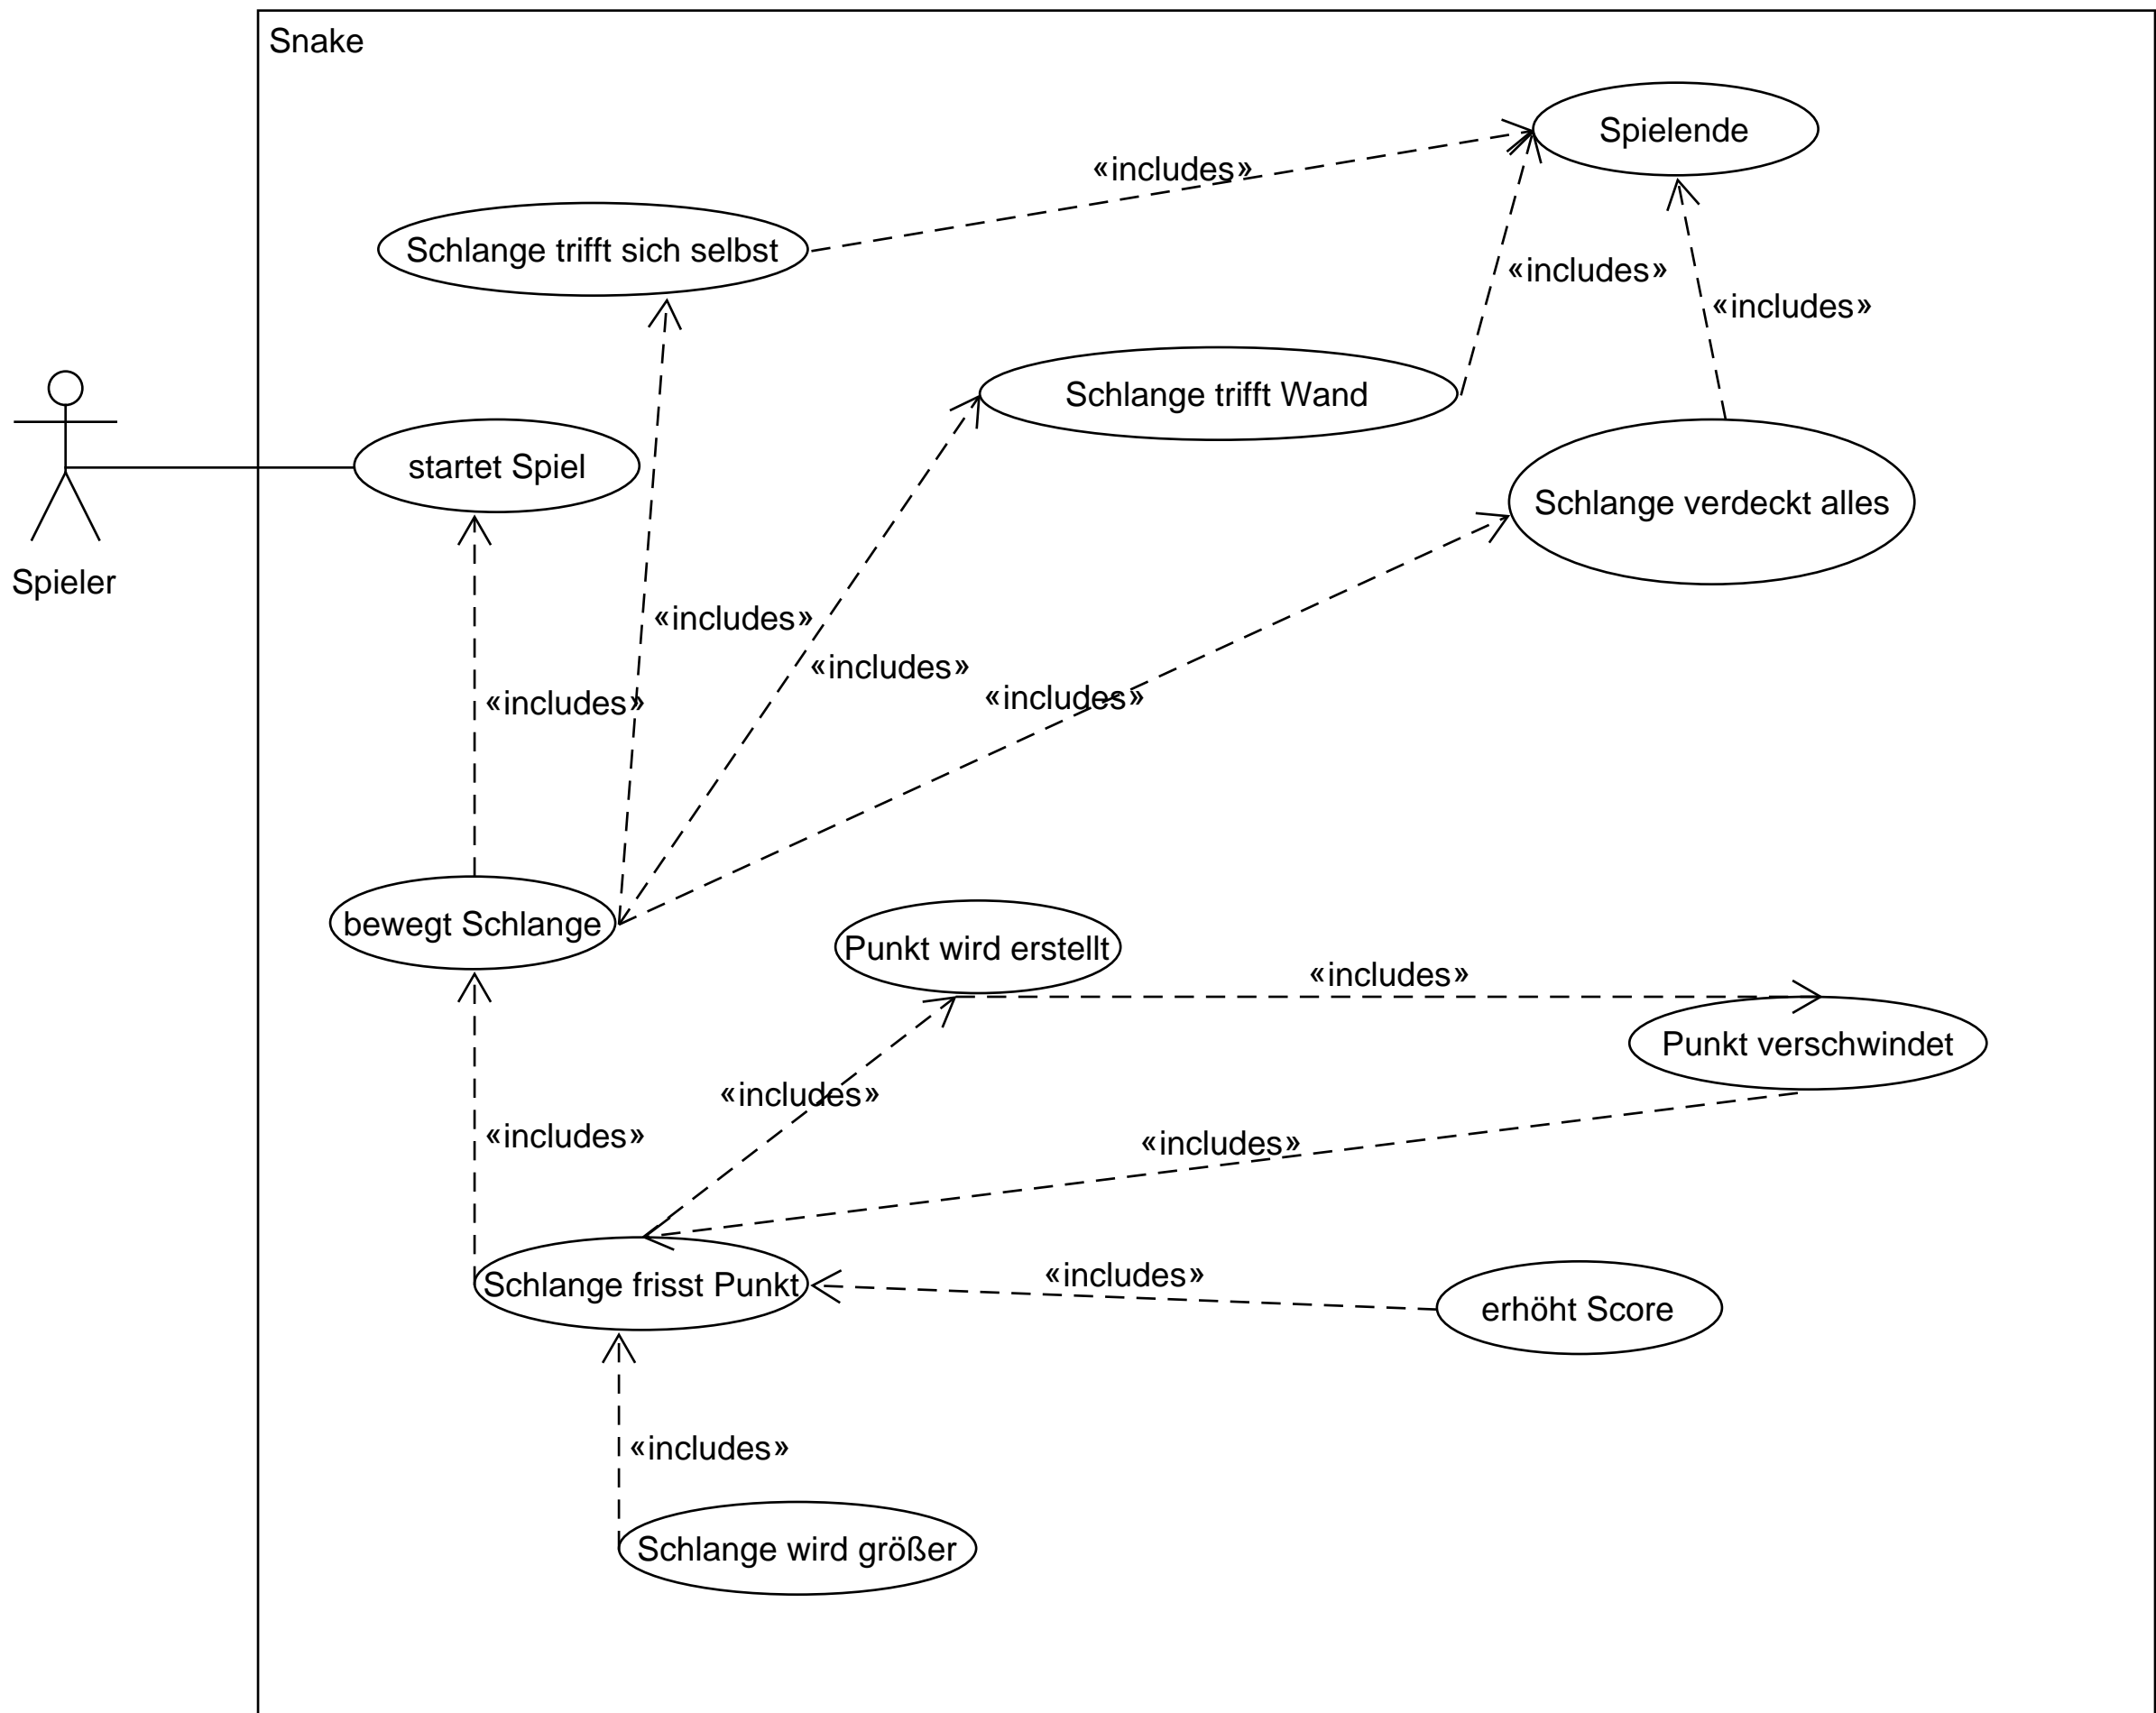 Snake
Spielende
«includes»
Schlange trifft sich selbst
«includes»
«includes»
Schlange trifft Wand
startet Spiel
Schlange verdeckt alles
Spieler
«includes»
«includes»
«includes»
«includes»
bewegt Schlange
Punkt wird erstellt
«includes»
Punkt verschwindet
«includes»
«includes»
«includes»
«includes»
Schlange frisst Punkt
erhöht Score
«includes»
Schlange wird größer